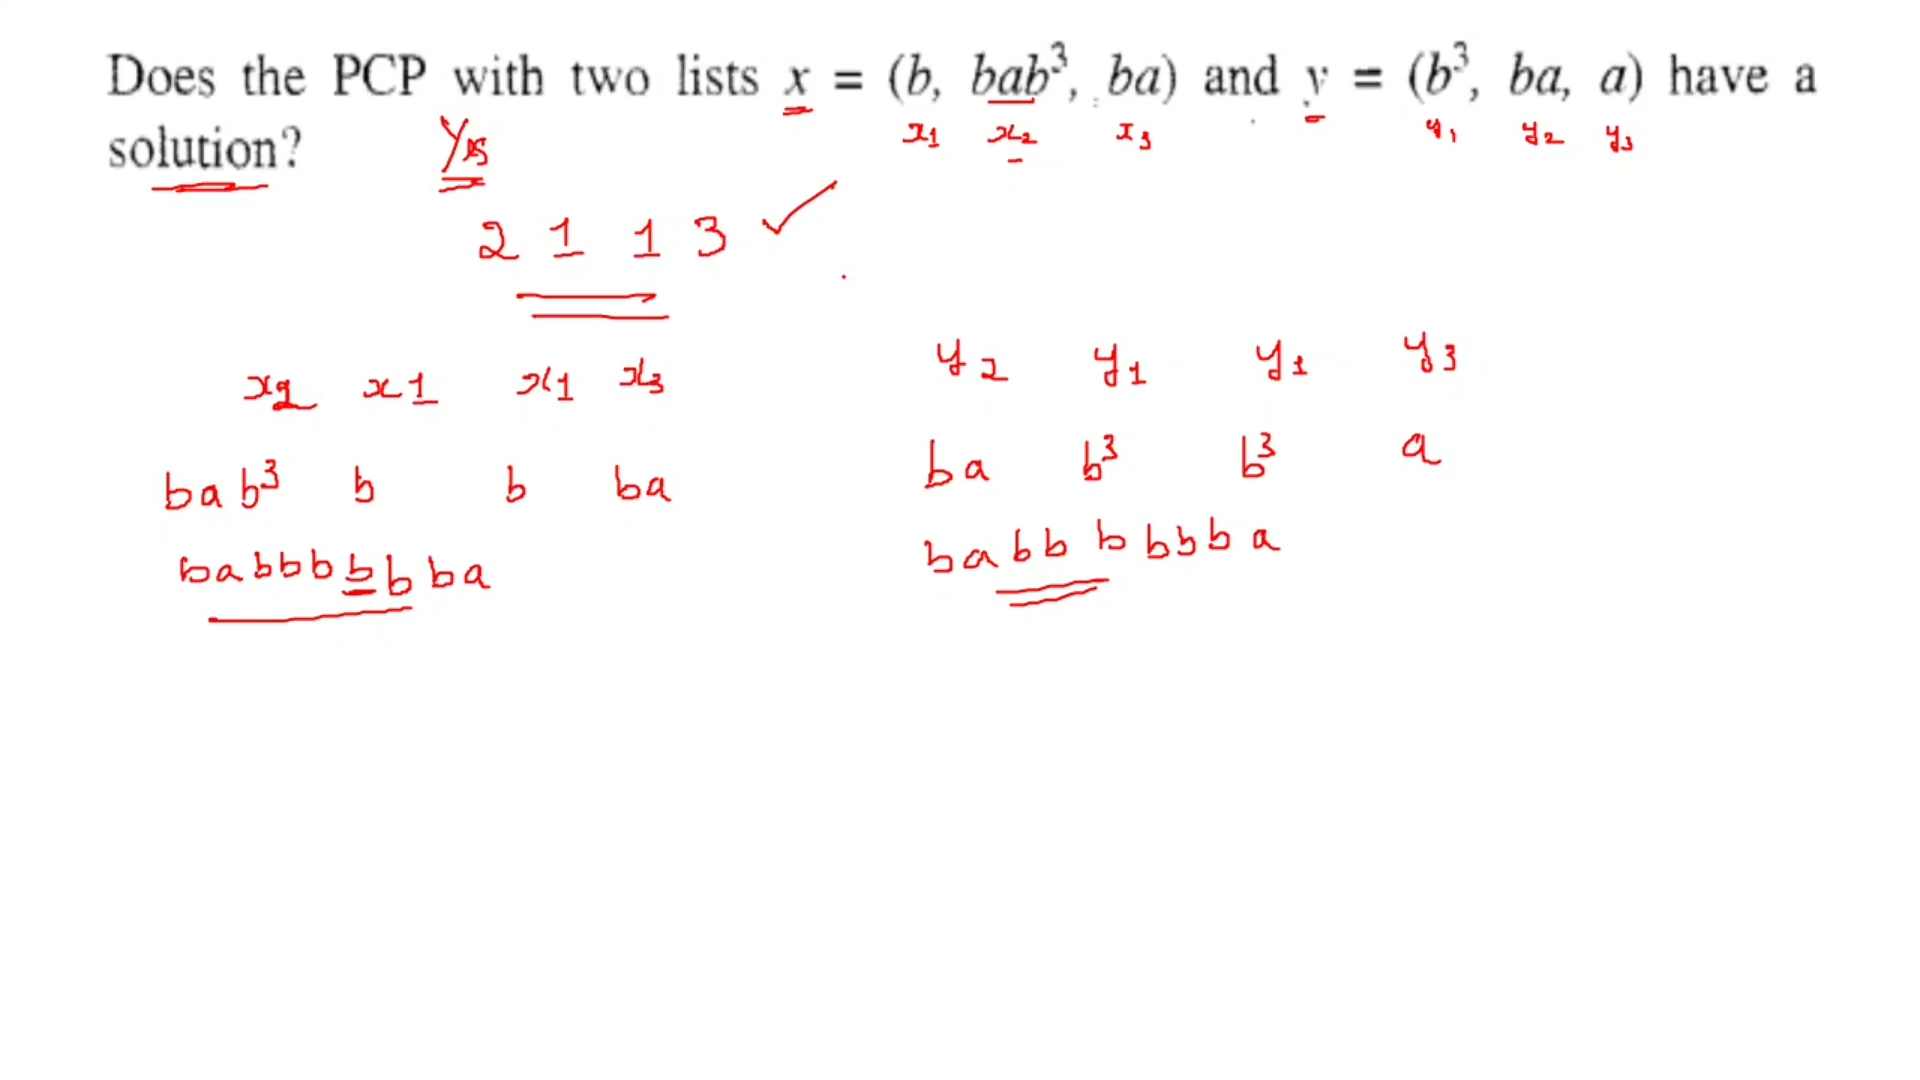 Does the PCP with two lists x = (b, bab³, ba) and y = (b³, ba, a) have a
x₁ x₂ x₃ y₁ y₂ y₃
solution? Yes
2 1 1 3 ✓
x₂ x₁ x₁ x₃ y₂ y₁ y₁ y₃
bab³ b b ba ba b³ b³ a
babbbbbba babbbbbba